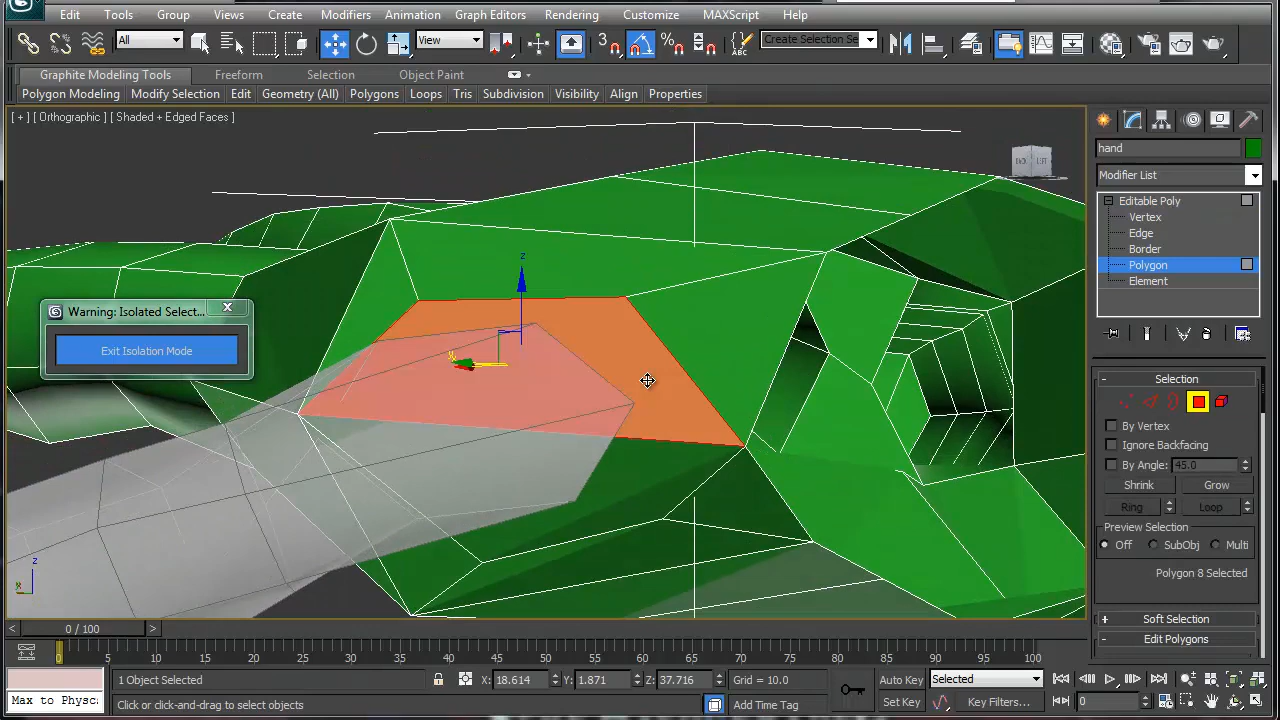 Edit Tools Group Views Create Modifiers Animation Graph Editors Rendering Customize MAXScript Help
All View 3 Create Selection Se
Graphite Modeling Tools Freeform Selection Object Paint
Polygon Modeling Modify Selection Edit Geometry (All) Polygons Loops Tris Subdivision Visibility Align Properties
[ + ] [ Orthographic ] [ Shaded + Edged Faces ]
hand
Modifier List
Editable Poly
Vertex
Edge
Border
Polygon
Element
z
Warning: Isolated Select...
Exit Isolation Mode
y
Selection
By Vertex
Ignore Backfacing
By Angle: 45.0
Shrink Grow
Ring Loop
Preview Selection
Off SubObj Multi
Polygon 8 Selected
z
Soft Selection
Edit Polygons
< 0 / 100 >
0 5 10 15 20 25 30 35 40 45 50 55 60 65 70 75 80 85 90 95 100
1 Object Selected X: 18.614 Y: 1.871 Z: 37.716 Grid = 10.0 Auto Key Selected
Max to Physc Click or click-and-drag to select objects Add Time Tag Set Key Key Filters... 0